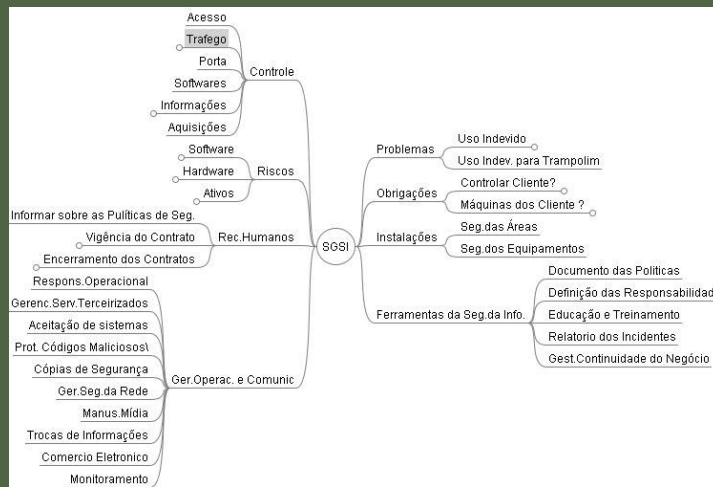 Acesso
Trafego
Porta
Softwares
Informações
Aquisições
Controle
Software
Hardware
Ativos
Riscos
Informar sobre as Pulíticas de Seg.
Vigência do Contrato
Encerramento dos Contratos
Rec.Humanos
Respons.Operacional
Gerenc.Serv.Terceirizados
Aceitação de sistemas
Prot. Códigos Maliciosos\
Cópias de Segurança
Ger.Seg.da Rede
Manus.Mídia
Trocas de Informações
Comercio Eletronico
Monitoramento
Ger.Operac. e Comunic
SGSI
Problemas
Uso Indevido
Uso Indev. para Trampolim
Obrigações
Controlar Cliente?
Máquinas dos Cliente ?
Instalações
Seg.das Áreas
Seg.dos Equipamentos
Ferramentas da Seg.da Info.
Documento das Politicas
Definição das Responsabilidad
Educação e Treinamento
Relatorio dos Incidentes
Gest.Continuidade do Negócio